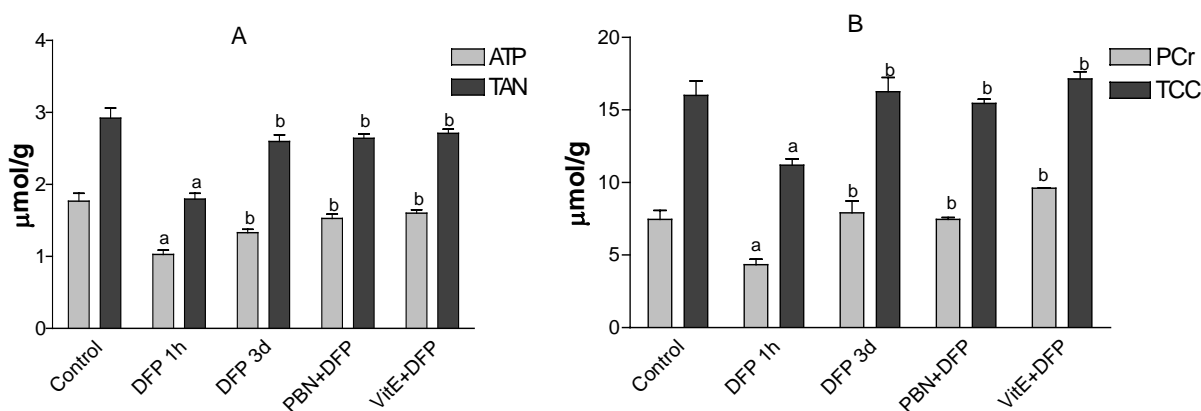 A
ATP
TAN
μmol/g
4
3
2
1
0
a
a
b
b
b
b
b
b
Control
DFP 1h
DFP 3d
PBN+DFP
VitE+DFP
B
PCr
TCC
μmol/g
20
15
10
5
0
a
a
b
b
b
b
b
b
Control
DFP 1h
DFP 3d
PBN+DFP
VitE+DFP